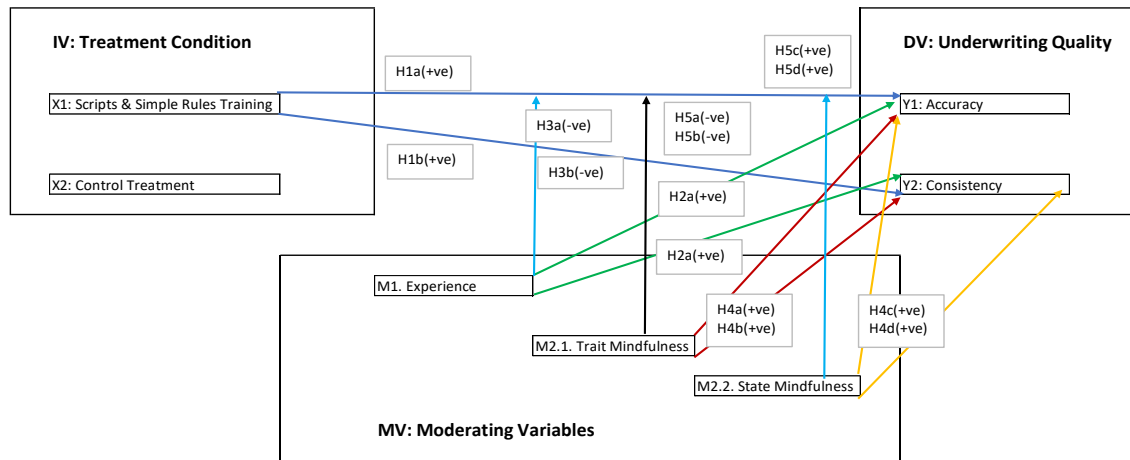 IV: Treatment Condition
DV: Underwriting Quality
H1a(+ve)
H5c(+ve)
H5d(+ve)
X1: Scripts & Simple Rules Training
Y1: Accuracy
H3a(-ve)
H5a(-ve)
H5b(-ve)
H1b(+ve)
H3b(-ve)
X2: Control Treatment
Y2: Consistency
H2a(+ve)
H2a(+ve)
M1. Experience
H4a(+ve)
H4b(+ve)
H4c(+ve)
H4d(+ve)
M2.1. Trait Mindfulness
M2.2. State Mindfulness
MV: Moderating Variables